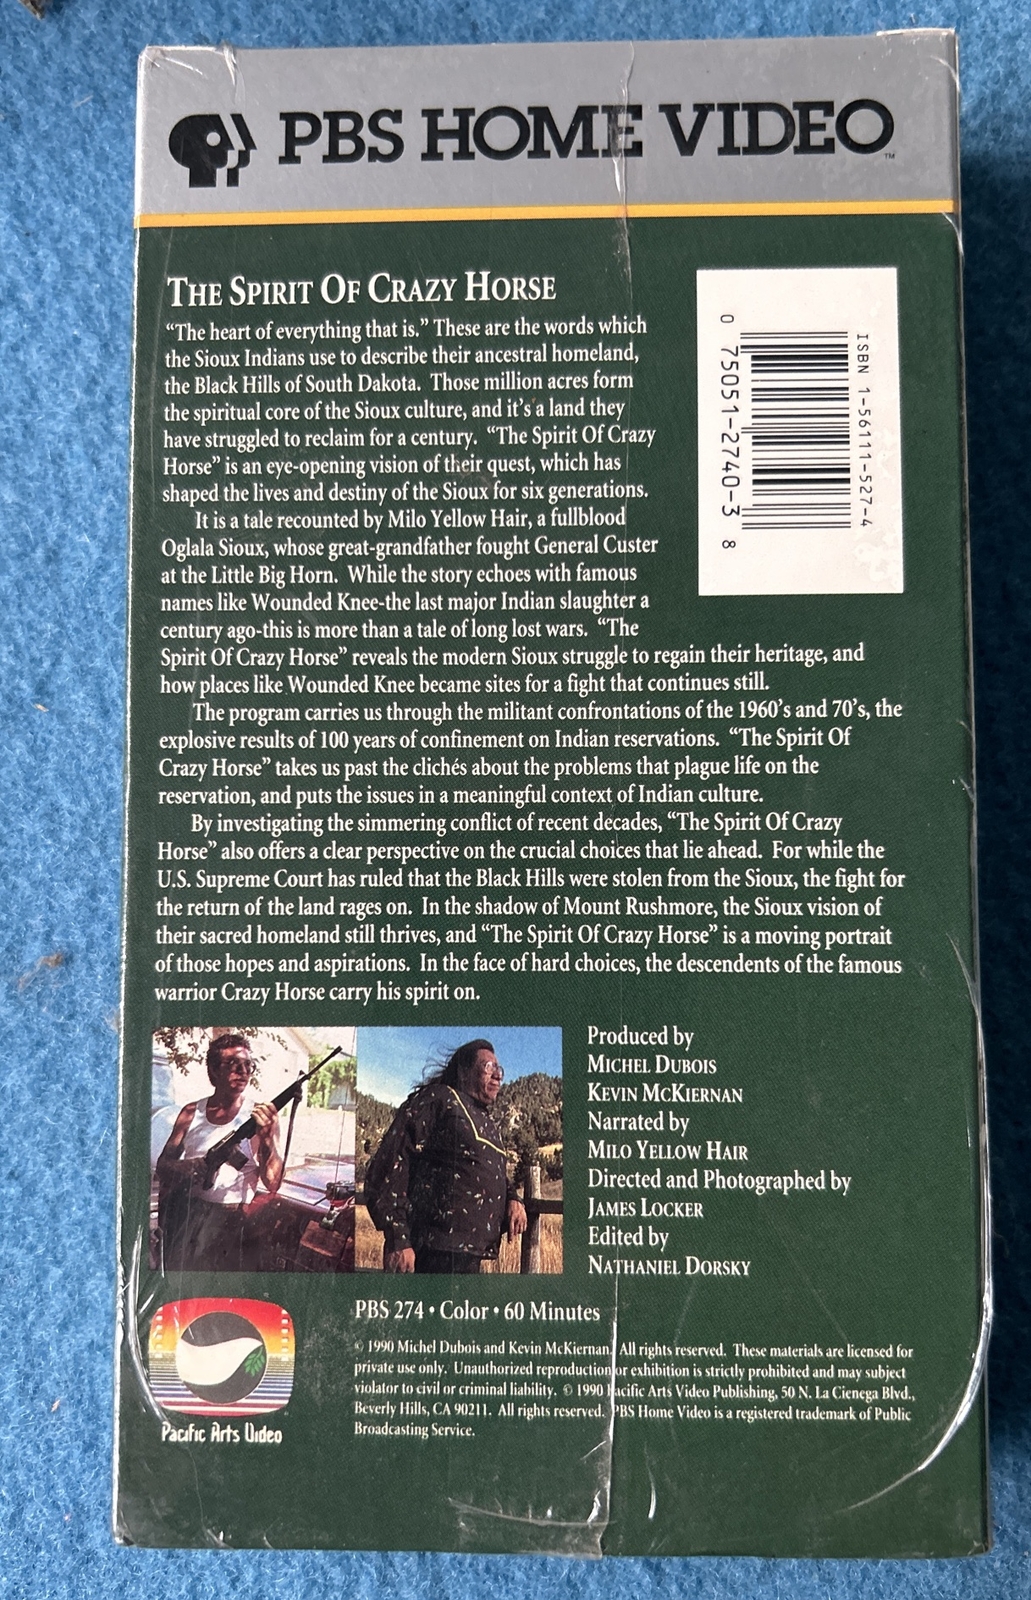 PBS HOME VIDEO™
THE SPIRIT OF CRAZY HORSE
“The heart of everything that is.” These are the words which
the Sioux Indians use to describe their ancestral homeland,
the Black Hills of South Dakota. Those million acres form
the spiritual core of the Sioux culture, and it’s a land they
have struggled to reclaim for a century. “The Spirit Of Crazy
Horse” is an eye-opening vision of their quest, which has
shaped the lives and destiny of the Sioux for six generations.
It is a tale recounted by Milo Yellow Hair, a fullblood
Oglala Sioux, whose great-grandfather fought General Custer
at the Little Big Horn. While the story echoes with famous
names like Wounded Knee-the last major Indian slaughter a
century ago-this is more than a tale of long lost wars. “The
Spirit Of Crazy Horse” reveals the modern Sioux struggle to regain their heritage, and
how places like Wounded Knee became sites for a fight that continues still.
The program carries us through the militant confrontations of the 1960’s and 70’s, the
explosive results of 100 years of confinement on Indian reservations. “The Spirit Of
Crazy Horse” takes us past the clichés about the problems that plague life on the
reservation, and puts the issues in a meaningful context of Indian culture.
By investigating the simmering conflict of recent decades, “The Spirit Of Crazy
Horse” also offers a clear perspective on the crucial choices that lie ahead. For while the
U.S. Supreme Court has ruled that the Black Hills were stolen from the Sioux, the fight for
the return of the land rages on. In the shadow of Mount Rushmore, the Sioux vision of
their sacred homeland still thrives, and “The Spirit Of Crazy Horse” is a moving portrait
of those hopes and aspirations. In the face of hard choices, the descendents of the famous
warrior Crazy Horse carry his spirit on.
ISBN 1-56111-527-4
0 75051-2740-3 8
Produced by
MICHEL DUBOIS
KEVIN MCKIERNAN
Narrated by
MILO YELLOW HAIR
Directed and Photographed by
JAMES LOCKER
Edited by
NATHANIEL DORSKY
PBS 274 • Color • 60 Minutes
© 1990 Michel Dubois and Kevin McKiernan. All rights reserved. These materials are licensed for
private use only. Unauthorized reproduction or exhibition is strictly prohibited and may subject
violator to civil or criminal liability. © 1990 Pacific Arts Video Publishing, 50 N. La Cienega Blvd.,
Beverly Hills, CA 90211. All rights reserved. PBS Home Video is a registered trademark of Public
Broadcasting Service.
Pacific Arts Video